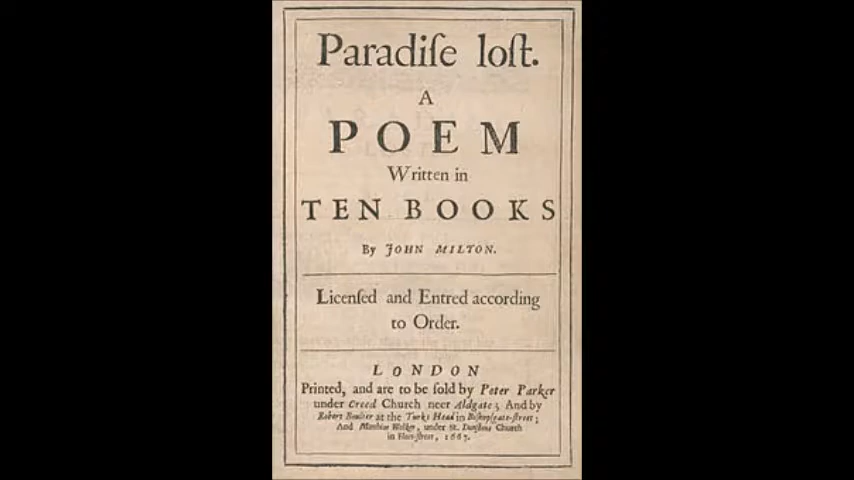 Paradiſe loſt.
A
POEM
Written in
TEN BOOKS
By JOHN MILTON.
Licenſed and Entred according
to Order.
LONDON
Printed, and are to be ſold by Peter Parker
under Creed Church neer Aldgate; And by
Robert Boulter at the Turks Head in Biſhopſgate-ſtreet;
And Matthias Walker, under St. Dunſtons Church
in Fleet-ſtreet, 1667.